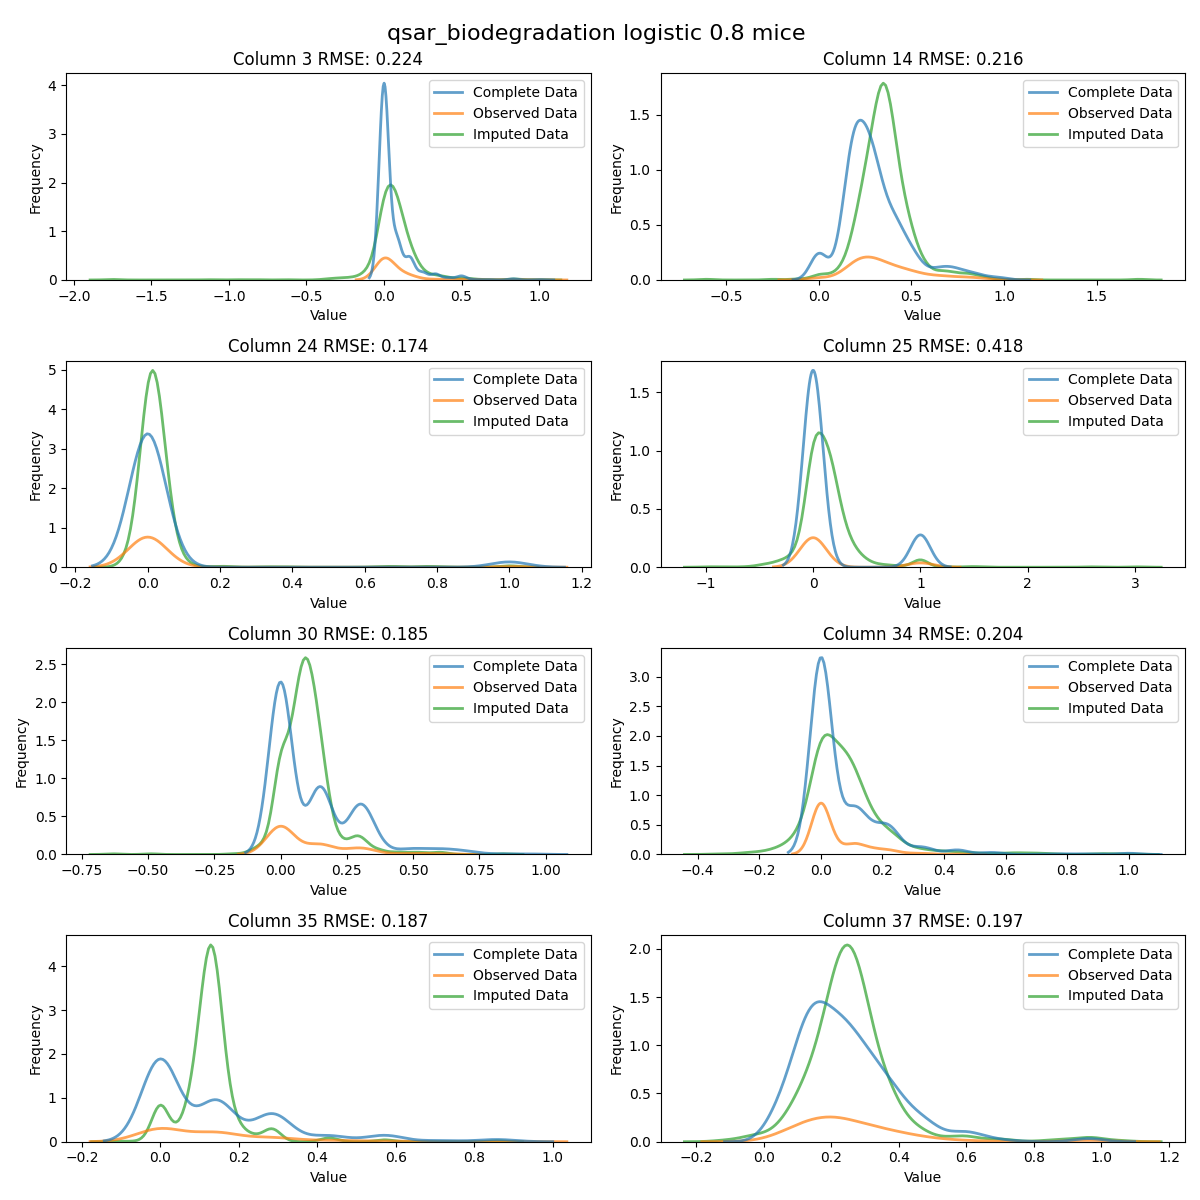 qsar_biodegradation logistic 0.8 mice
Column 3 RMSE: 0.224
Frequency
4
3
2
1
0
−2.0 −1.5 −1.0 −0.5 0.0 0.5 1.0
Value
Complete Data
Observed Data
Imputed Data
Column 14 RMSE: 0.216
Frequency
1.5
1.0
0.5
0.0
−0.5 0.0 0.5 1.0 1.5
Value
Complete Data
Observed Data
Imputed Data
Column 24 RMSE: 0.174
Frequency
5
4
3
2
1
0
−0.2 0.0 0.2 0.4 0.6 0.8 1.0 1.2
Value
Complete Data
Observed Data
Imputed Data
Column 25 RMSE: 0.418
Frequency
1.5
1.0
0.5
0.0
−1 0 1 2 3
Value
Complete Data
Observed Data
Imputed Data
Column 30 RMSE: 0.185
Frequency
2.5
2.0
1.5
1.0
0.5
0.0
−0.75 −0.50 −0.25 0.00 0.25 0.50 0.75 1.00
Value
Complete Data
Observed Data
Imputed Data
Column 34 RMSE: 0.204
Frequency
3.0
2.5
2.0
1.5
1.0
0.5
0.0
−0.4 −0.2 0.0 0.2 0.4 0.6 0.8 1.0
Value
Complete Data
Observed Data
Imputed Data
Column 35 RMSE: 0.187
Frequency
4
3
2
1
0
−0.2 0.0 0.2 0.4 0.6 0.8 1.0
Value
Complete Data
Observed Data
Imputed Data
Column 37 RMSE: 0.197
Frequency
2.0
1.5
1.0
0.5
0.0
−0.2 0.0 0.2 0.4 0.6 0.8 1.0 1.2
Value
Complete Data
Observed Data
Imputed Data